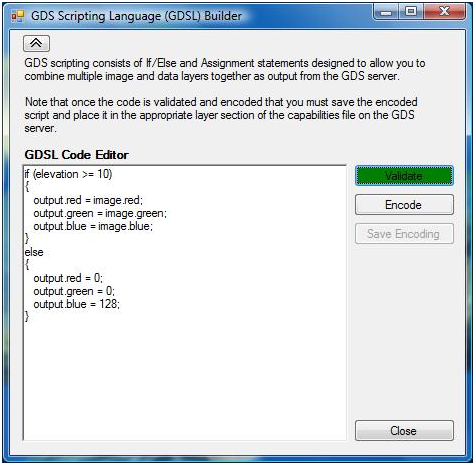 GDS Scripting Language (GDSL) Builder
GDS scripting consists of If/Else and Assignment statements designed to allow you to
combine multiple image and data layers together as output from the GDS server.
Note that once the code is validated and encoded that you must save the encoded
script and place it in the appropriate layer section of the capabilities file on the GDS
server.
GDSL Code Editor
if (elevation >= 10)
{
output.red = image.red;
output.green = image.green;
output.blue = image.blue;
}
else
{
output.red = 0;
output.green = 0;
output.blue = 128;
}
Validate
Encode
Save Encoding
Close